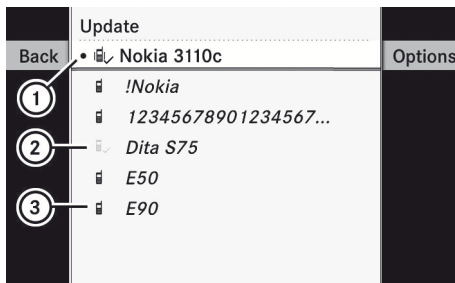 Update
Back
• Nokia 3110c
Options
!Nokia
12345678901234567...
Dita S75
E50
E90
1
2
3